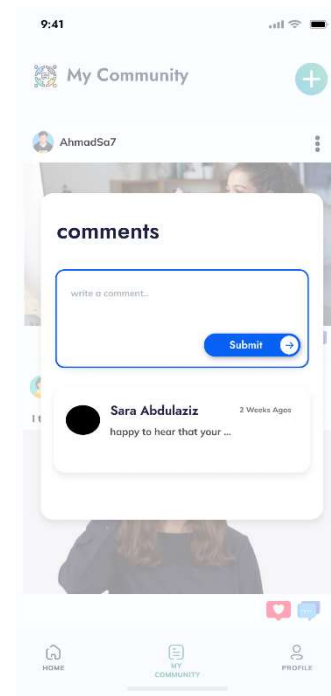 9:41
My Community
AhmadSa7
comments
write a comment..
Submit
Sara Abdulaziz
2 Weeks Agos
happy to hear that your ...
I t
HOME
MY
COMMUNITY
PROFILE